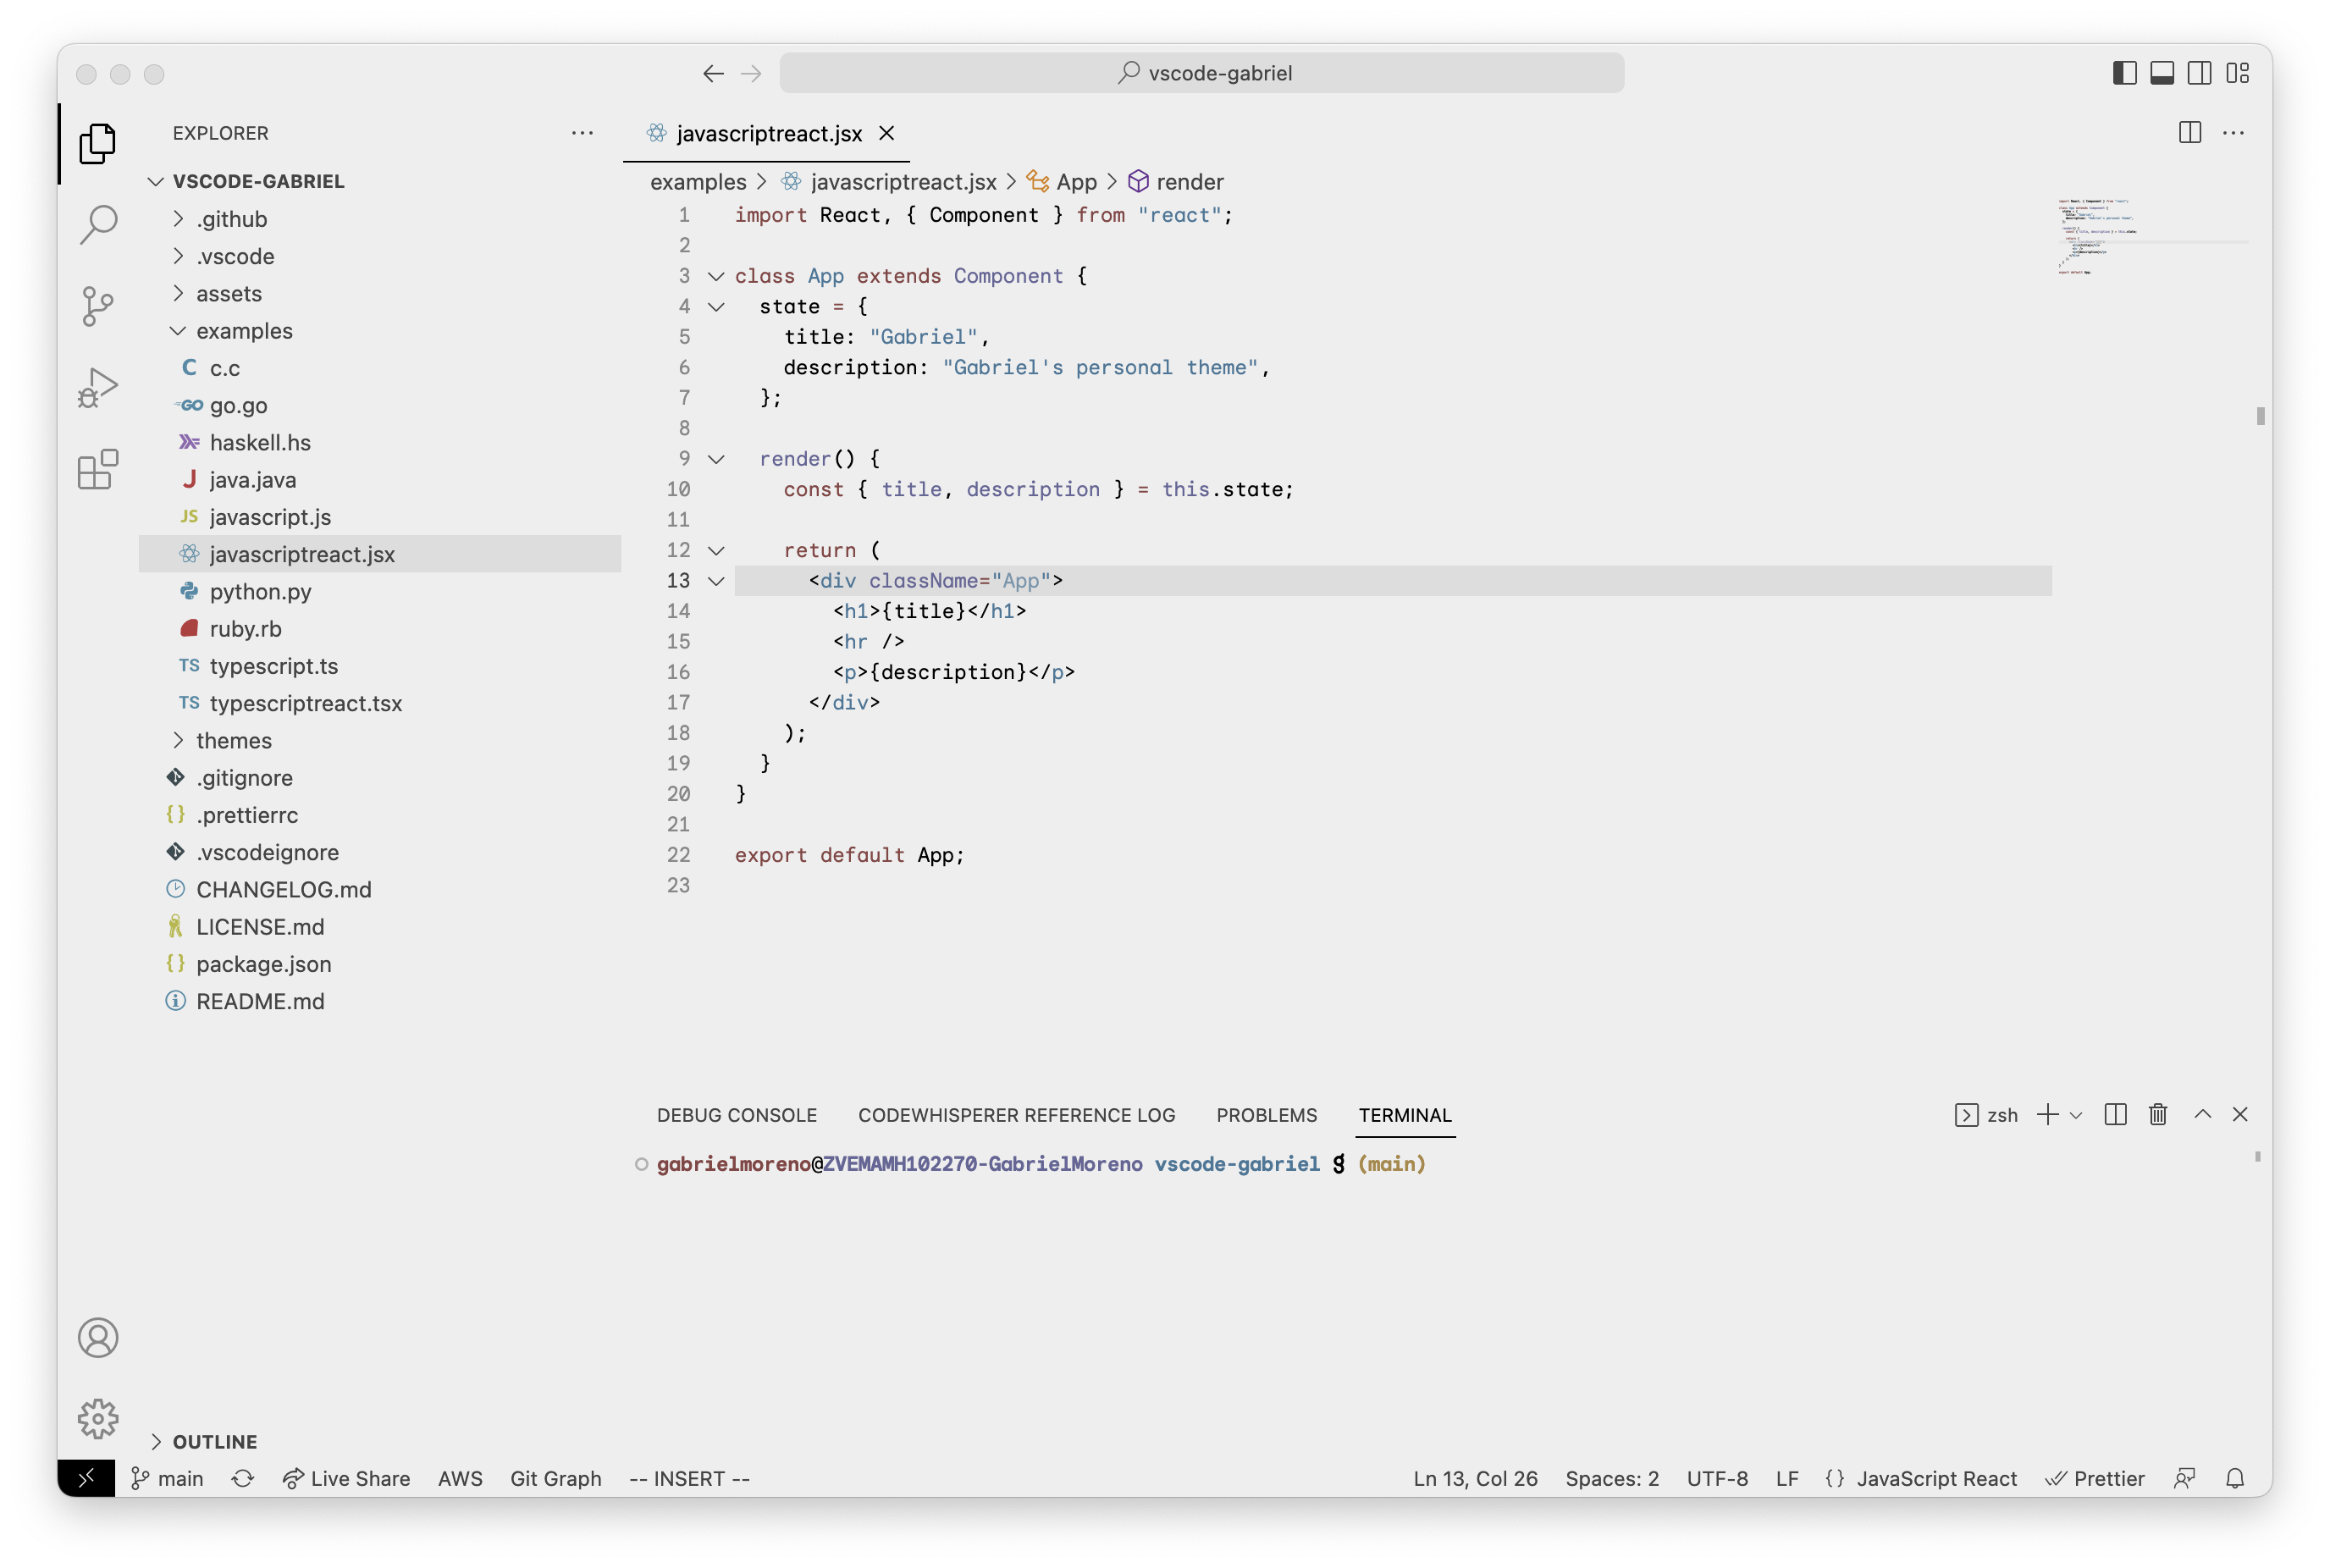 vscode-gabriel
EXPLORER
VSCODE-GABRIEL
.github
.vscode
assets
examples
C c.c
GO go.go
haskell.hs
J java.java
JS javascript.js
javascriptreact.jsx
python.py
ruby.rb
TS typescript.ts
TS typescriptreact.tsx
themes
.gitignore
{} .prettierrc
.vscodeignore
CHANGELOG.md
LICENSE.md
{} package.json
README.md
OUTLINE
javascriptreact.jsx
examples > javascriptreact.jsx > App > render
1 import React, { Component } from "react";
2
3 class App extends Component {
4   state = {
5     title: "Gabriel",
6     description: "Gabriel's personal theme",
7   };
8
9   render() {
10     const { title, description } = this.state;
11
12     return (
13       <div className="App">
14         <h1>{title}</h1>
15         <hr />
16         <p>{description}</p>
17       </div>
18     );
19   }
20 }
21
22 export default App;
23
DEBUG CONSOLE CODEWHISPERER REFERENCE LOG PROBLEMS TERMINAL zsh
gabrielmoreno@ZVEMAMH102270-GabrielMoreno vscode-gabriel (main)
main Live Share AWS Git Graph -- INSERT -- Ln 13, Col 26 Spaces: 2 UTF-8 LF {} JavaScript React Prettier